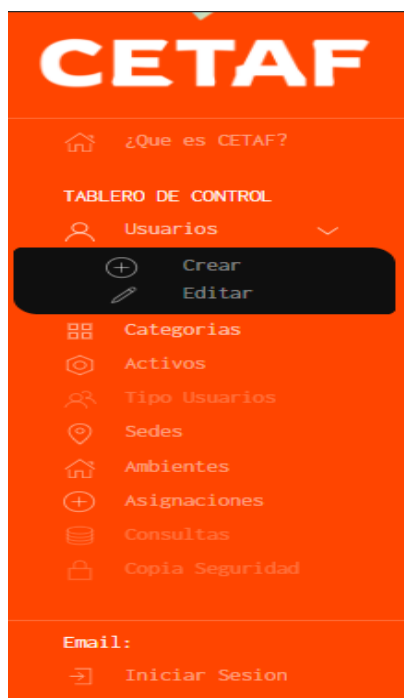 CETAF
¿Que es CETAF?
TABLERO DE CONTROL
Usuarios
Crear
Editar
Categorias
Activos
Tipo Usuarios
Sedes
Ambientes
Asignaciones
Consultas
Copia Seguridad
Email:
Iniciar Sesion